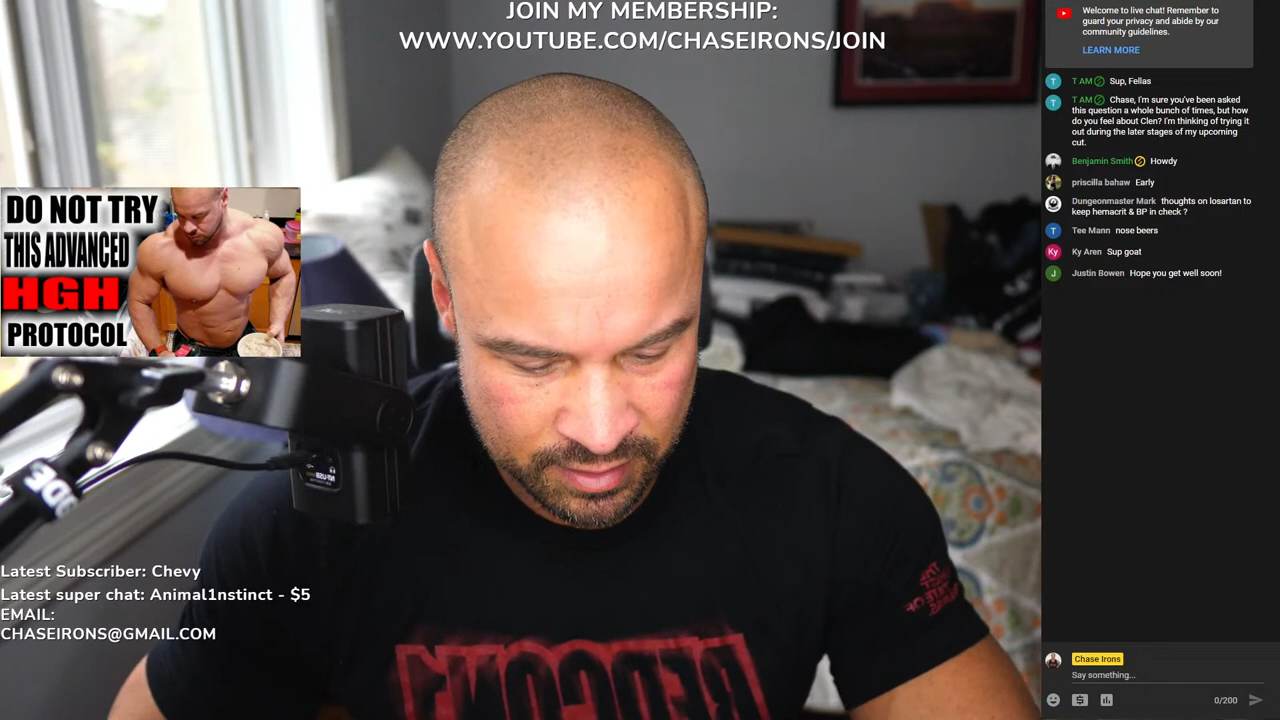 JOIN MY MEMBERSHIP:
WWW.YOUTUBE.COM/CHASEIRONS/JOIN
DO NOT TRY
THIS ADVANCED
HGH
PROTOCOL
RODE
NT-USB
REDCON1
Latest Subscriber: Chevy
Latest super chat: Animal1nstinct - $5
EMAIL:
CHASEIRONS@GMAIL.COM
Welcome to live chat! Remember to
guard your privacy and abide by our
community guidelines.
LEARN MORE
T
T AM Sup, Fellas
T
T AM Chase, I'm sure you've been asked
this question a whole bunch of times, but how
do you feel about Clen? I'm thinking of trying it
out during the later stages of my upcoming
cut.
Benjamin Smith Howdy
priscilla bahaw Early
Dungeonmaster Mark thoughts on losartan to
keep hemacrit & BP in check ?
T
Tee Mann nose beers
Ky
Ky Aren Sup goat
J
Justin Bowen Hope you get well soon!
Chase Irons
Say something...
0/200